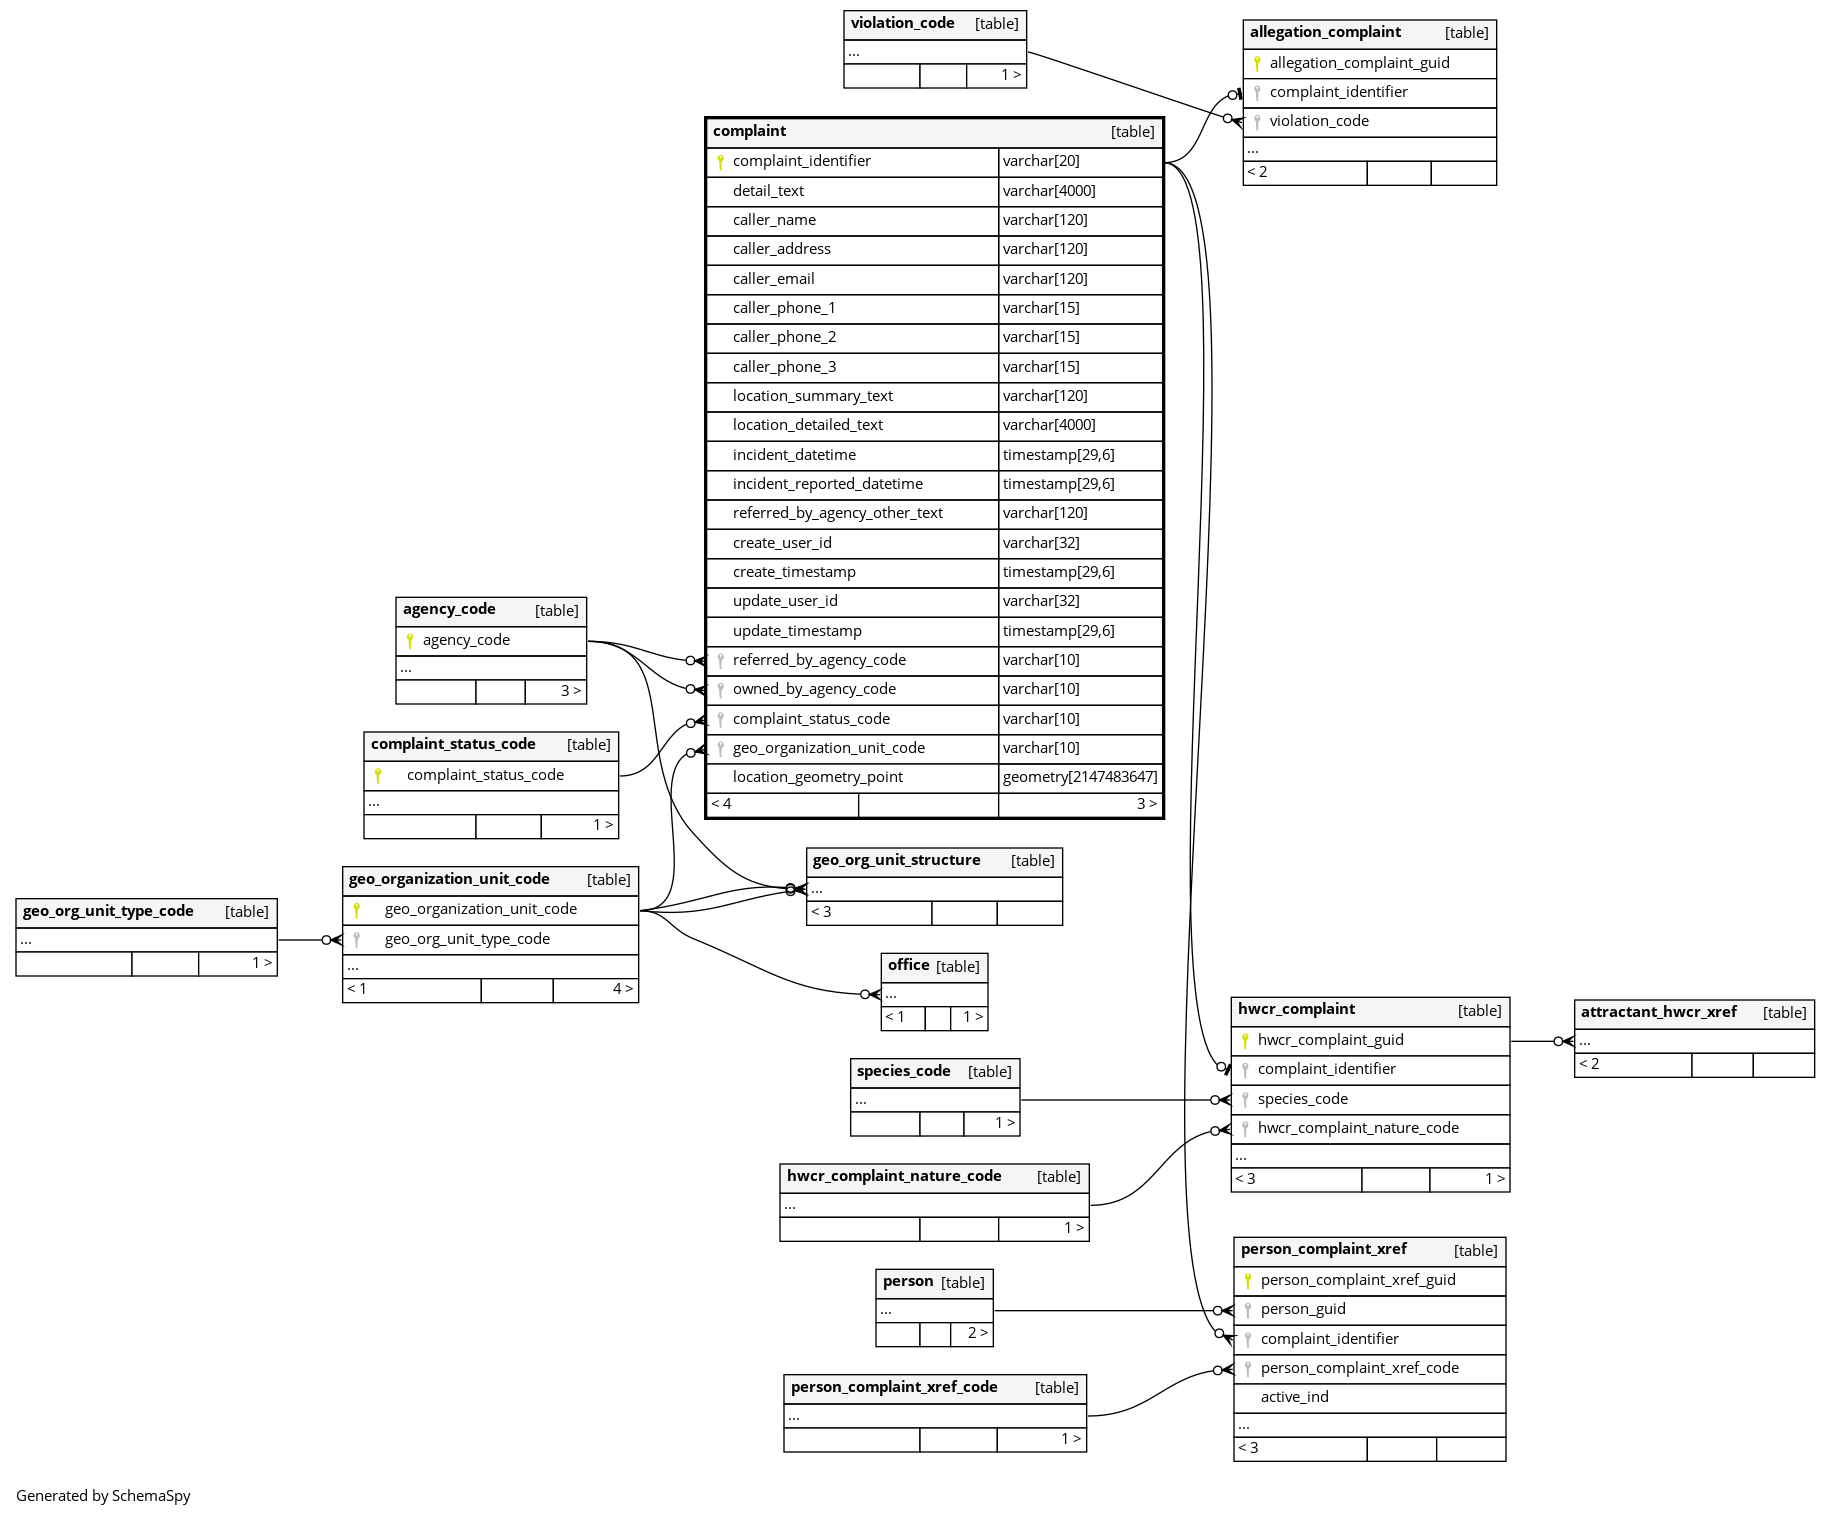 violation_code [table]
...
1 >
allegation_complaint [table]
allegation_complaint_guid
complaint_identifier
violation_code
...
< 2
complaint [table]
complaint_identifier varchar[20]
detail_text varchar[4000]
caller_name varchar[120]
caller_address varchar[120]
caller_email varchar[120]
caller_phone_1 varchar[15]
caller_phone_2 varchar[15]
caller_phone_3 varchar[15]
location_summary_text varchar[120]
location_detailed_text varchar[4000]
incident_datetime timestamp[29,6]
incident_reported_datetime timestamp[29,6]
referred_by_agency_other_text varchar[120]
create_user_id varchar[32]
create_timestamp timestamp[29,6]
update_user_id varchar[32]
update_timestamp timestamp[29,6]
referred_by_agency_code varchar[10]
owned_by_agency_code varchar[10]
complaint_status_code varchar[10]
geo_organization_unit_code varchar[10]
location_geometry_point geometry[2147483647]
< 4 3 >
agency_code [table]
agency_code
...
3 >
complaint_status_code [table]
complaint_status_code
...
1 >
geo_organization_unit_code [table]
geo_organization_unit_code
geo_org_unit_type_code
...
< 1 4 >
geo_org_unit_type_code [table]
...
1 >
geo_org_unit_structure [table]
...
< 3
office [table]
...
< 1 1 >
species_code [table]
...
1 >
hwcr_complaint_nature_code [table]
...
1 >
person [table]
...
2 >
person_complaint_xref_code [table]
...
1 >
hwcr_complaint [table]
hwcr_complaint_guid
complaint_identifier
species_code
hwcr_complaint_nature_code
...
< 3 1 >
attractant_hwcr_xref [table]
...
< 2
person_complaint_xref [table]
person_complaint_xref_guid
person_guid
complaint_identifier
person_complaint_xref_code
active_ind
...
< 3
Generated by SchemaSpy